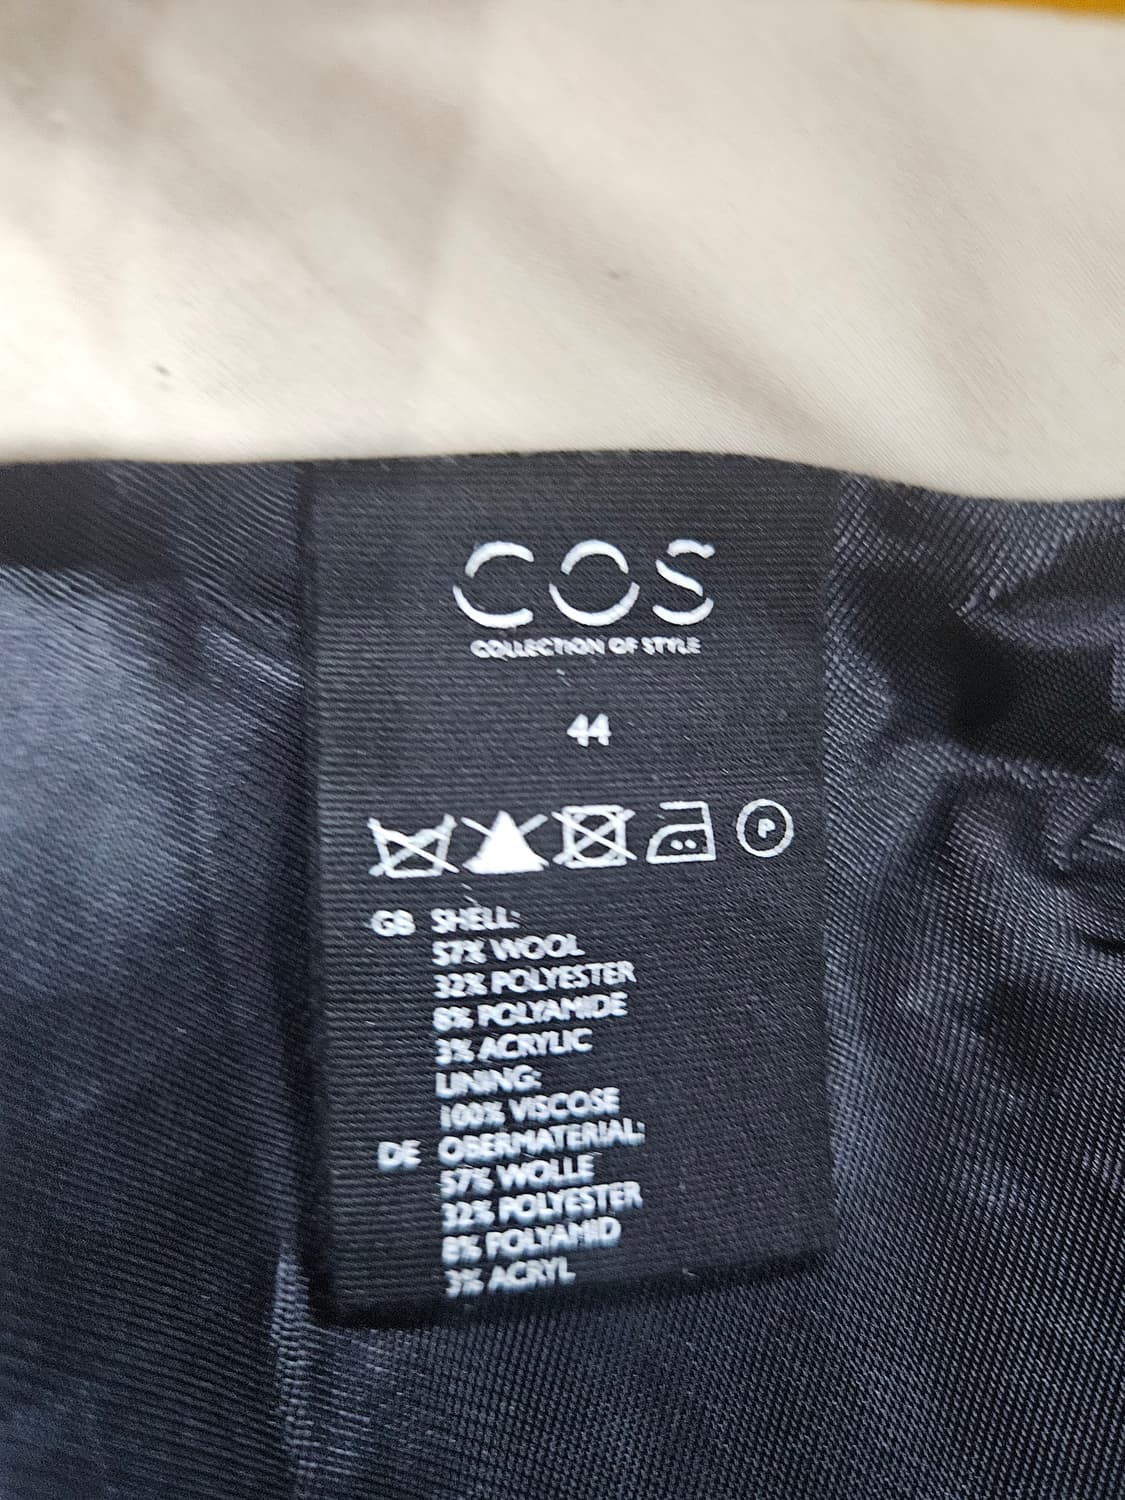 COS
COLLECTION OF STYLE
44
P
GB SHELL:
57% WOOL
32% POLYESTER
8% POLYAMIDE
3% ACRYLIC
LINING:
100% VISCOSE
DE OBERMATERIAL:
57% WOLLE
32% POLYESTER
8% POLYAMID
3% ACRYL